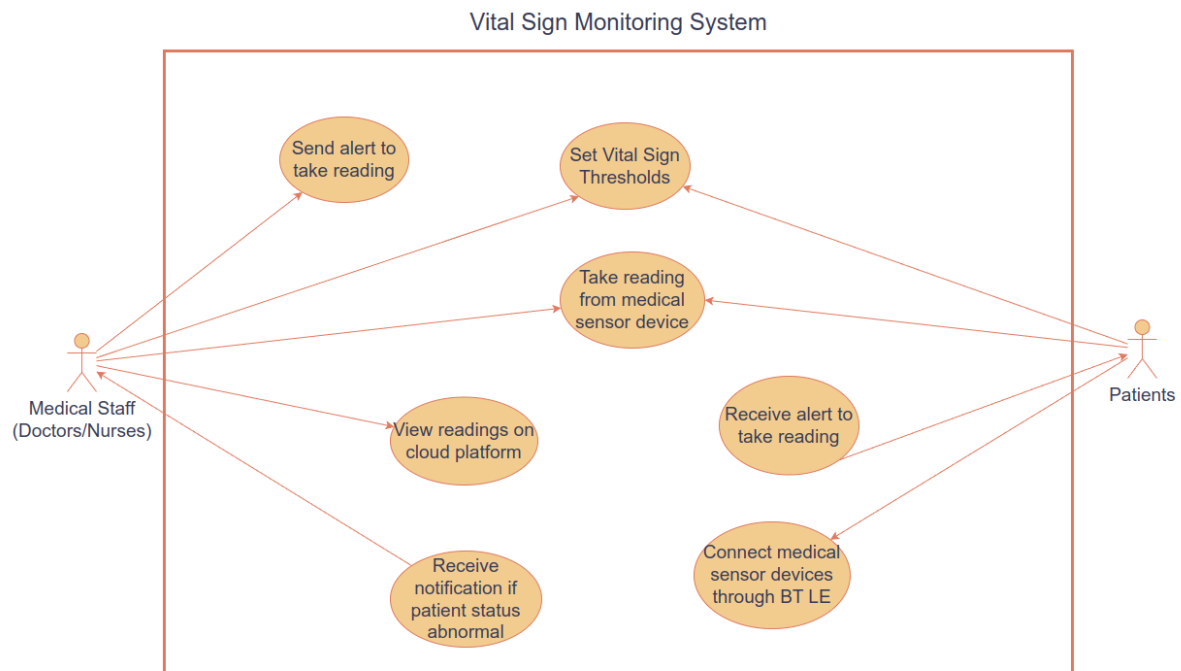 Vital Sign Monitoring System
Send alert to
take reading
Set Vital Sign
Thresholds
Take reading
from medical
sensor device
Medical Staff
(Doctors/Nurses)
Patients
View readings on
cloud platform
Receive alert to
take reading
Receive
notification if
patient status
abnormal
Connect medical
sensor devices
through BT LE